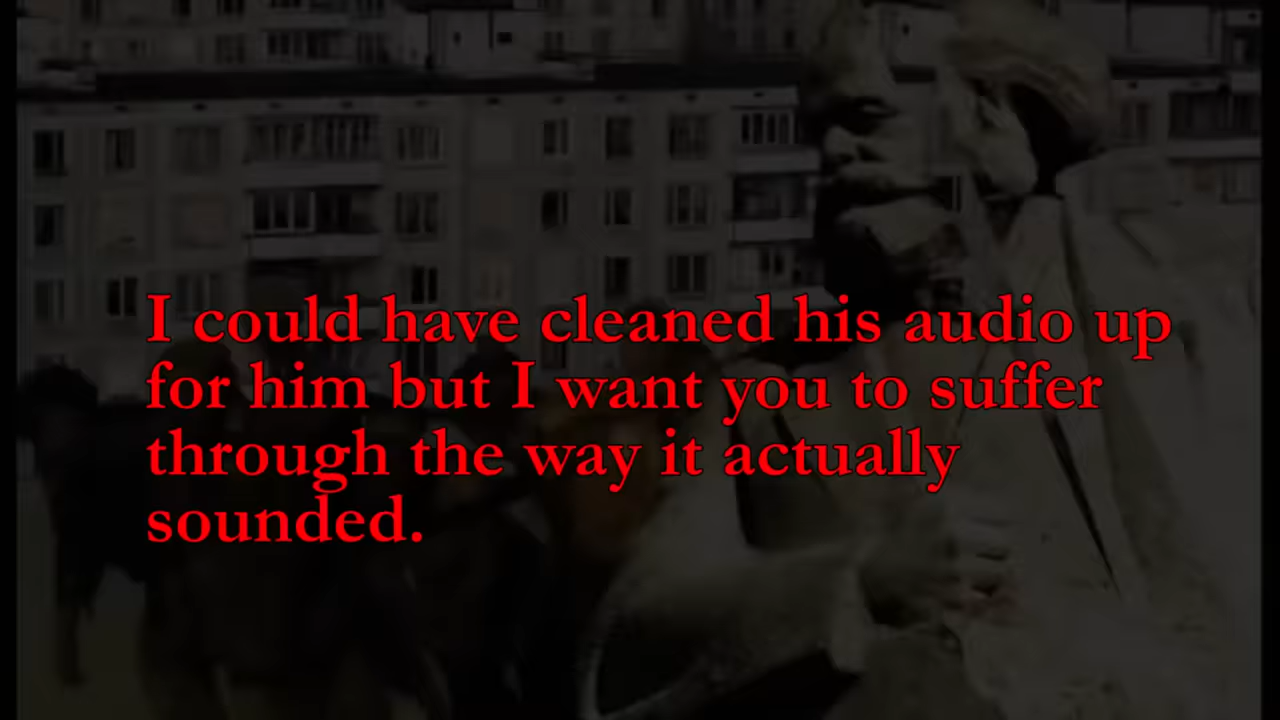 I could have cleaned his audio up
for him but I want you to suffer
through the way it actually
sounded.